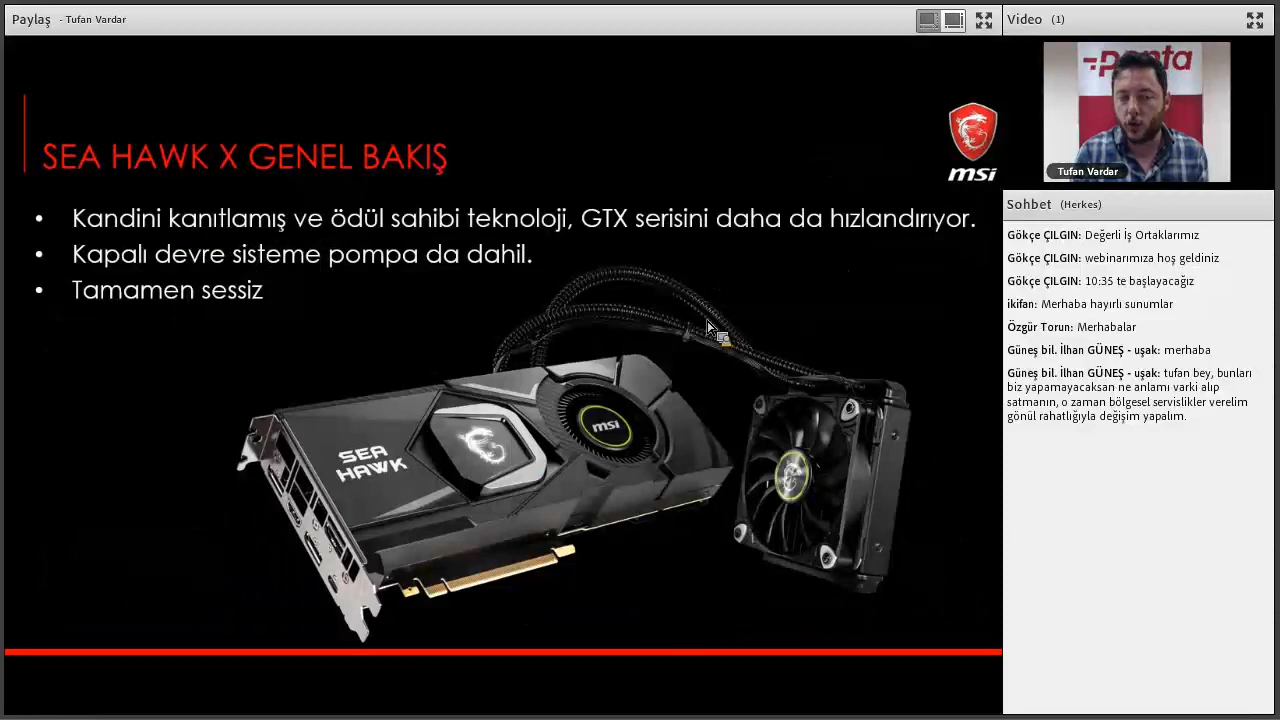 Paylaş - Tufan Vardar
SEA HAWK X GENEL BAKIŞ
msi
• Kandini kanıtlamış ve ödül sahibi teknoloji, GTX serisini daha da hızlandırıyor.
• Kapalı devre sisteme pompa da dahil.
• Tamamen sessiz
SEA
HAWK
msi
Video (1)
penta
Tufan Vardar
Sohbet (Herkes)
Gökçe ÇILGIN: Değerli İş Ortaklarımız
Gökçe ÇILGIN: webinarımıza hoş geldiniz
Gökçe ÇILGIN: 10:35 te başlayacağız
ikifan: Merhaba hayırlı sunumlar
Özgür Torun: Merhabalar
Güneş bil. İlhan GÜNEŞ - uşak: merhaba
Güneş bil. İlhan GÜNEŞ - uşak: tufan bey, bunları
biz yapamayacaksan ne anlamı varki alıp
satmanın, o zaman bölgesel servislikler verelim
gönül rahatlığıyla değişim yapalım.